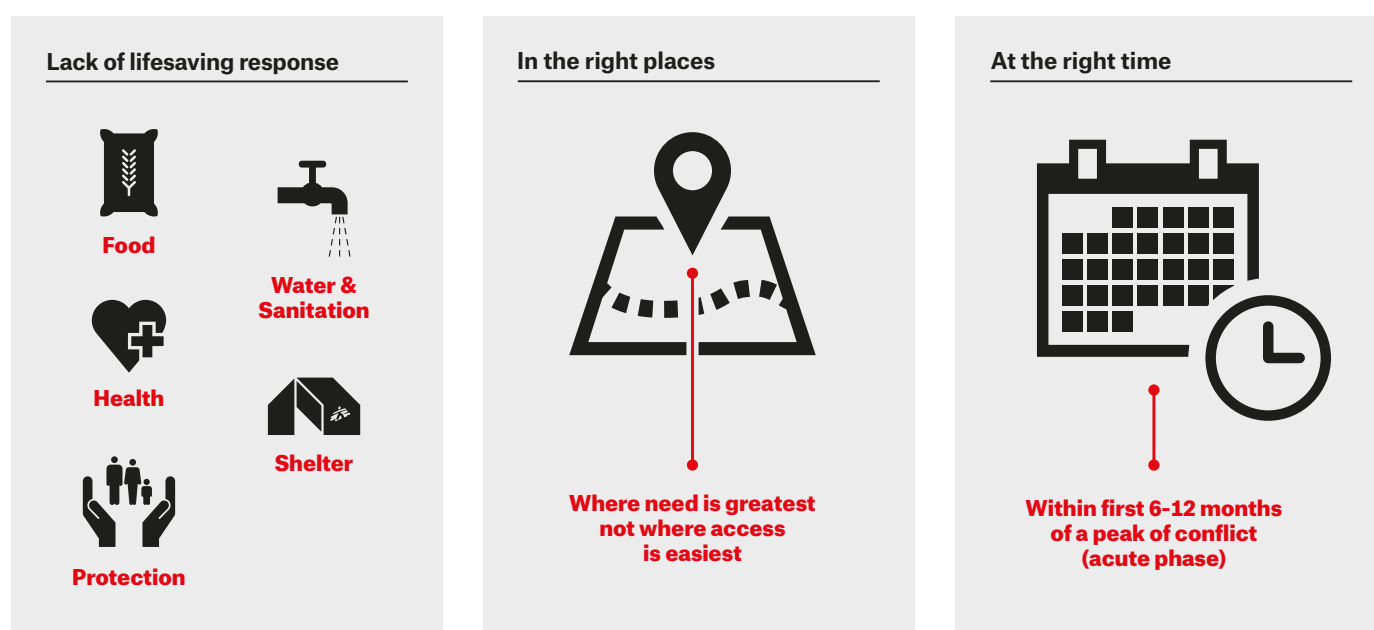 Lack of lifesaving response
Food
Water &
Sanitation
Health
Shelter
Protection
In the right places
Where need is greatest
not where access
is easiest
At the right time
Within first 6-12 months
of a peak of conflict
(acute phase)